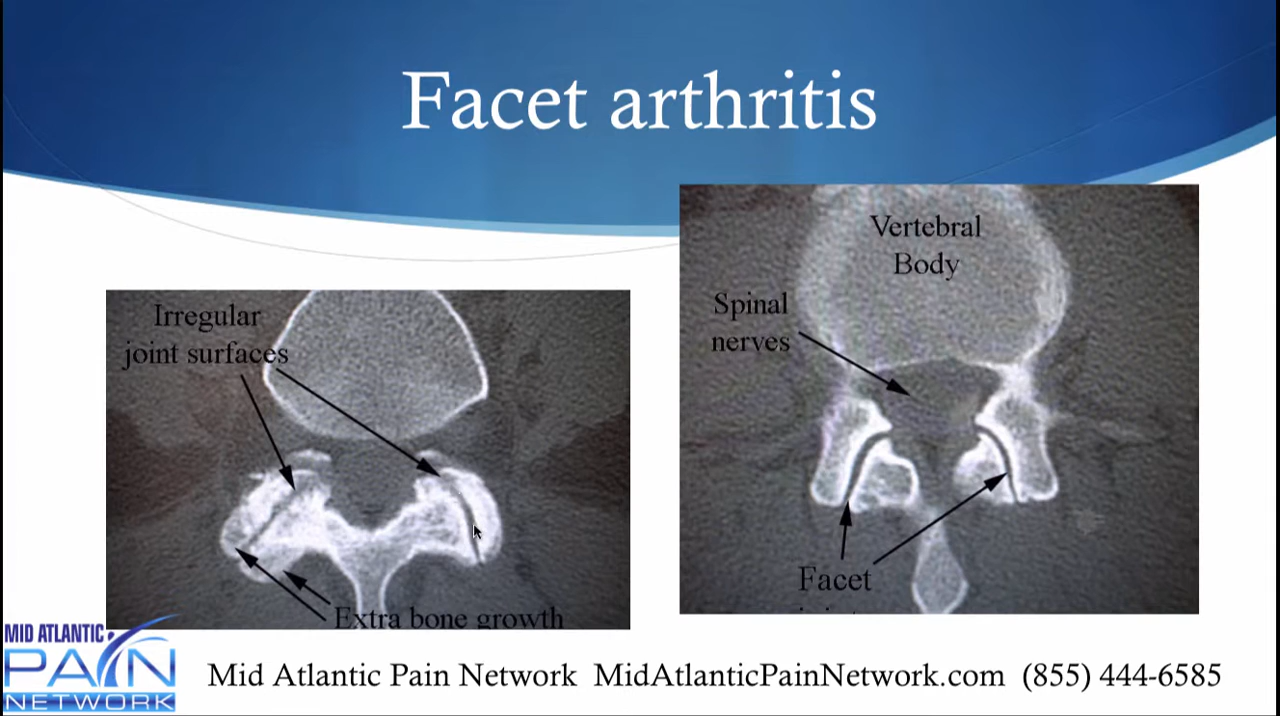 Facet arthritis
Irregular
joint surfaces
Extra bone growth
Vertebral
Body
Spinal
nerves
Facet
MID ATLANTIC
PAIN
NETWORK
Mid Atlantic Pain Network MidAtlanticPainNetwork.com (855) 444-6585